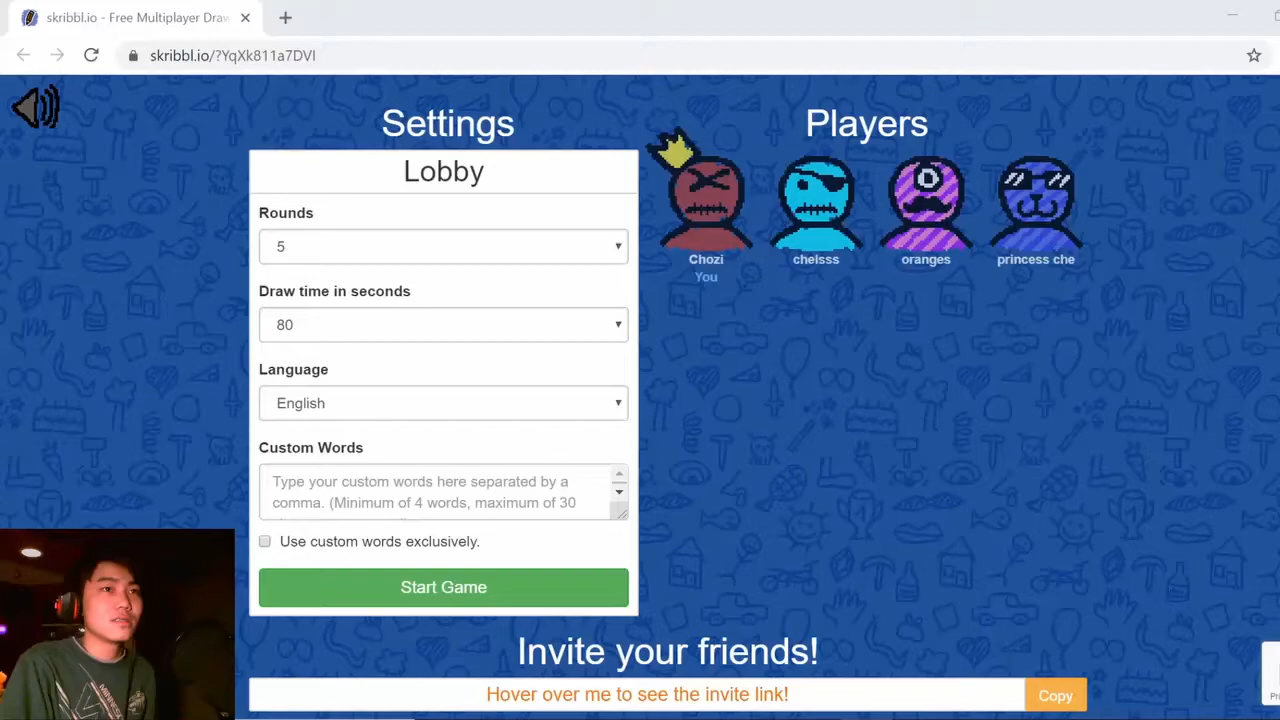 skribbl.io - Free Multiplayer Draw
skribbl.io/?YqXk811a7DVI
Settings
Players
Lobby
Rounds
5
Draw time in seconds
80
Language
English
Custom Words
Type your custom words here separated by a
comma. (Minimum of 4 words, maximum of 30
Use custom words exclusively.
Start Game
Chozi
You
chelsss
oranges
princess che
Invite your friends!
Hover over me to see the invite link!
Copy